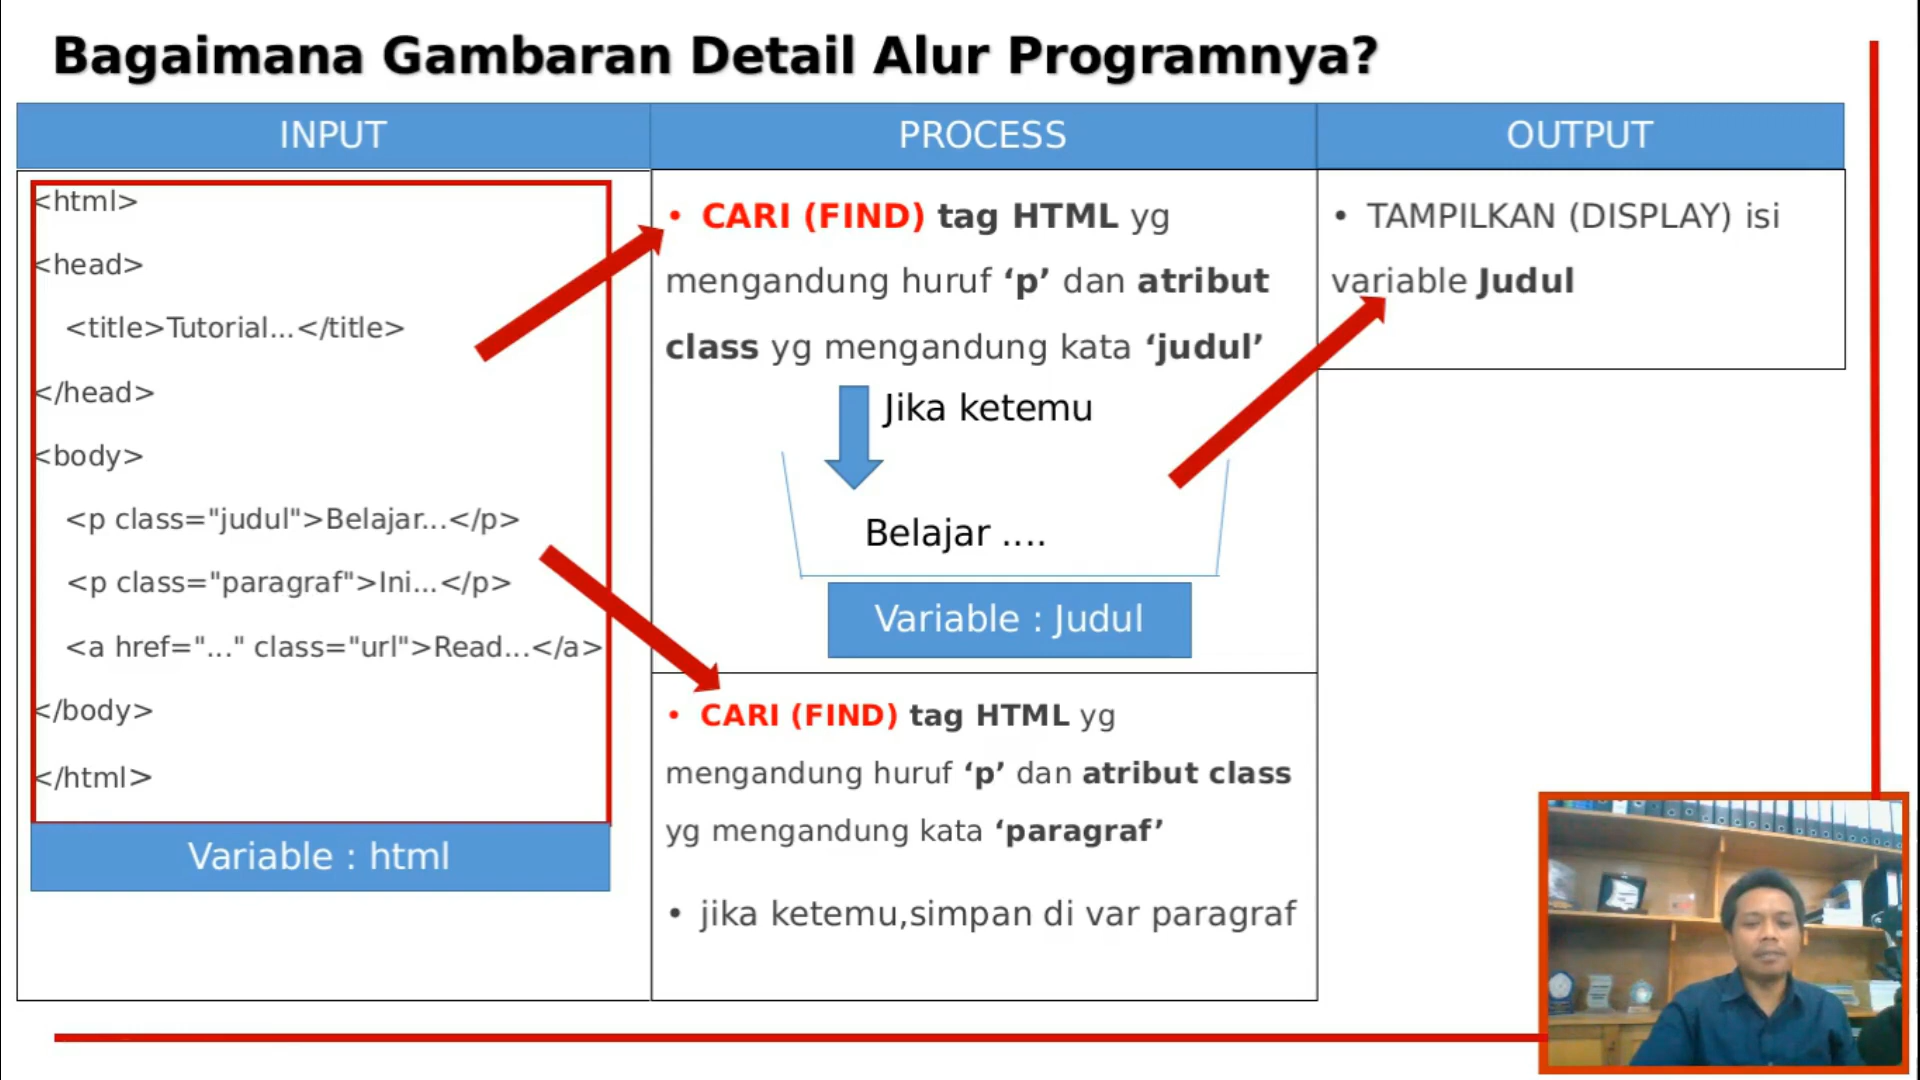 Bagaimana Gambaran Detail Alur Programnya?
INPUT
PROCESS
OUTPUT
<html>
<head>
<title>Tutorial...</title>
</head>
<body>
<p class="judul">Belajar...</p>
<p class="paragraf">Ini...</p>
<a href="..." class="url">Read...</a>
</body>
</html>
Variable : html
• CARI (FIND) tag HTML yg
mengandung huruf ‘p’ dan atribut
class yg mengandung kata ‘judul’
Jika ketemu
Belajar ....
Variable : Judul
• CARI (FIND) tag HTML yg
mengandung huruf ‘p’ dan atribut class
yg mengandung kata ‘paragraf’
• jika ketemu,simpan di var paragraf
• TAMPILKAN (DISPLAY) isi
variable Judul